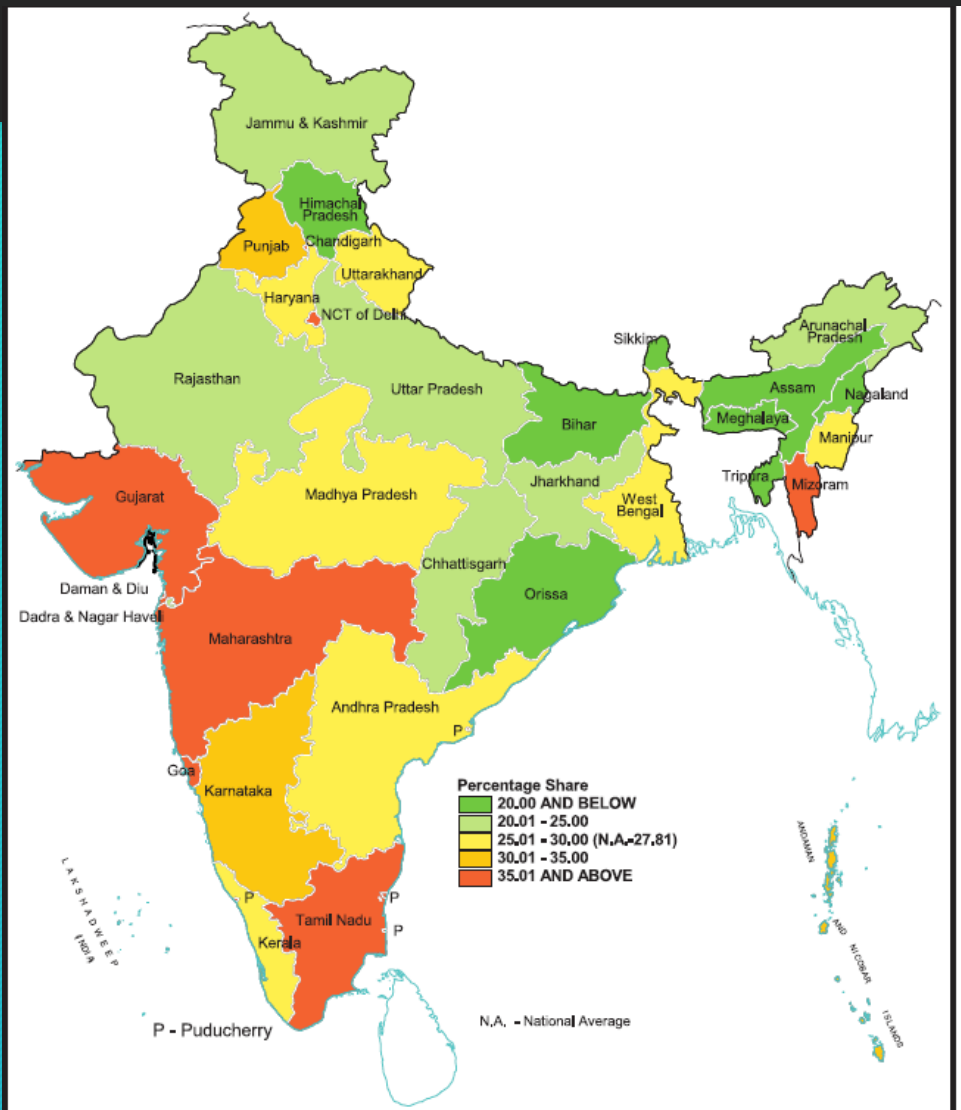 Jammu & Kashmir
Himachal
Pradesh
Punjab
Chandigarh
Uttarakhand
Haryana
NCT of Delhi
Arunachal
Pradesh
Sikkim
Rajasthan
Uttar Pradesh
Assam
Nagaland
Bihar
Meghalaya
Manipur
Tripura
Mizoram
Gujarat
Madhya Pradesh
Jharkhand
West
Bengal
Chhattisgarh
Daman & Diu
Orissa
Dadra & Nagar Haveli
Maharashtra
Andhra Pradesh
P
Goa
Karnataka
Percentage Share
20.00 AND BELOW
20.01 - 25.00
25.01 - 30.00 (N.A.-27.81)
30.01 - 35.00
35.01 AND ABOVE
ANDAMAN
AND
NICOBAR
ISLANDS
LAKSHADWEEP
(INDIA)
P
P
Tamil Nadu
P
Kerala
P - Puducherry
N.A. - National Average